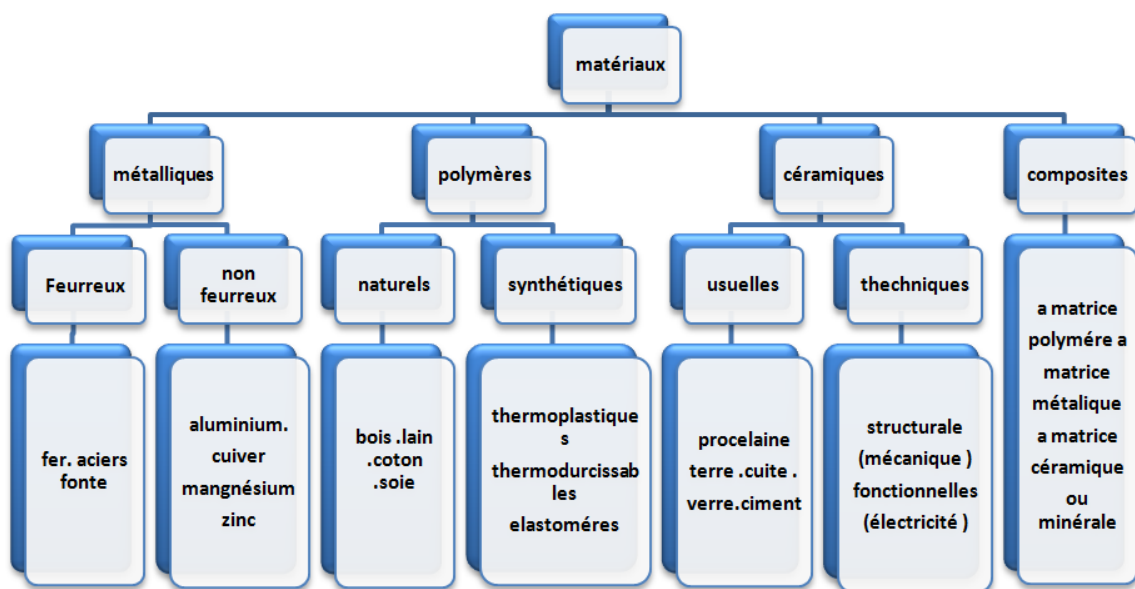 matériaux
métalliques
polymères
céramiques
composites
Feurreux
non
feurreux
naturels
synthétiques
usuelles
thechniques
fer. aciers
fonte
aluminium.
cuiver
mangnésium
zinc
bois .lain
.coton
.soie
thermoplastique
s
thermodurcissab
les
elastoméres
procelaine
terre .cuite .
verre.ciment
structurale
(mécanique )
fonctionnelles
(électricité )
a matrice
polymére a
matrice
métalique
a matrice
céramique
ou
minérale